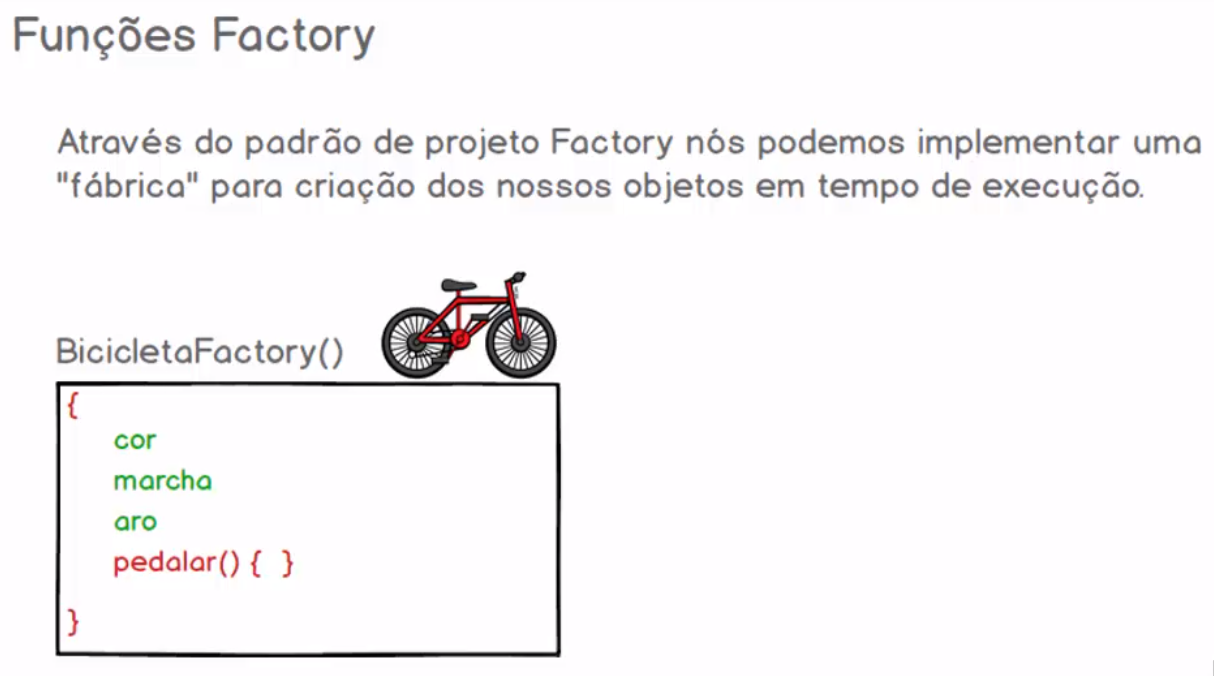 Funções Factory
Através do padrão de projeto Factory nós podemos implementar uma
"fábrica" para criação dos nossos objetos em tempo de execução.
BicicletaFactory()
{
cor
marcha
aro
pedalar() { }
}